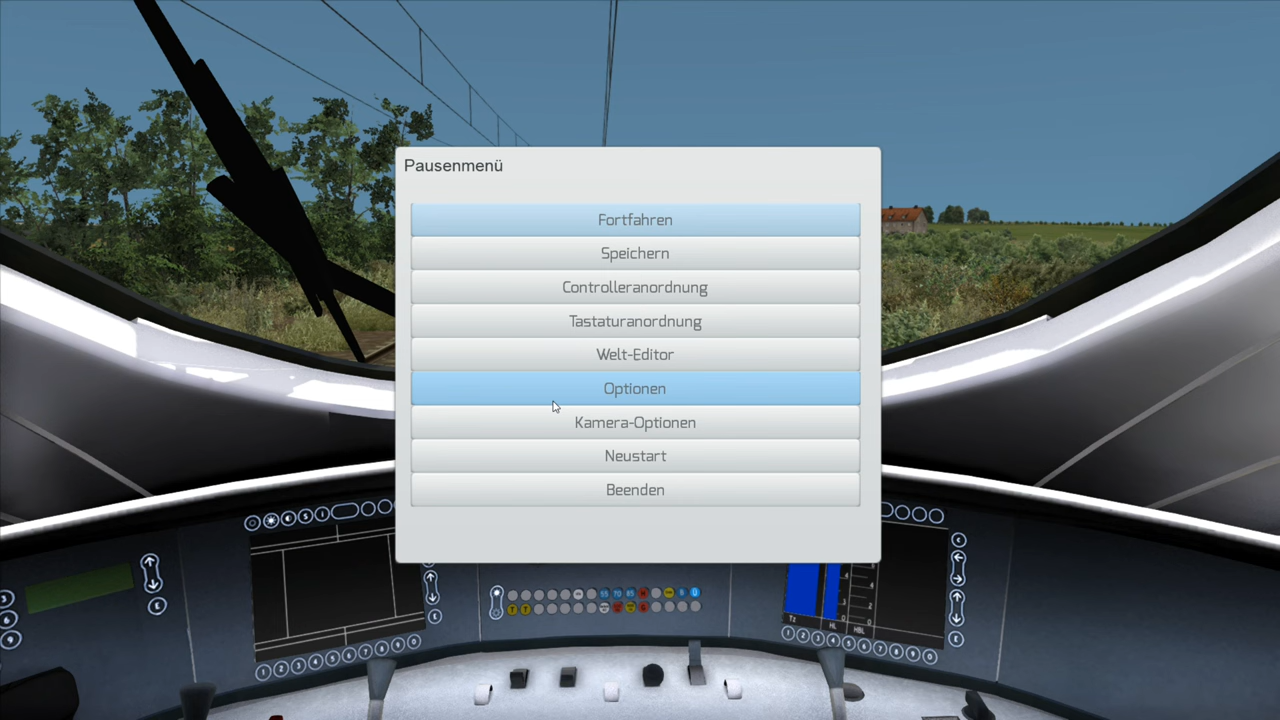 Pausenmenü
Fortfahren
Speichern
Controlleranordnung
Tastaturanordnung
Welt-Editor
Optionen
Kamera-Optionen
Neustart
Beenden